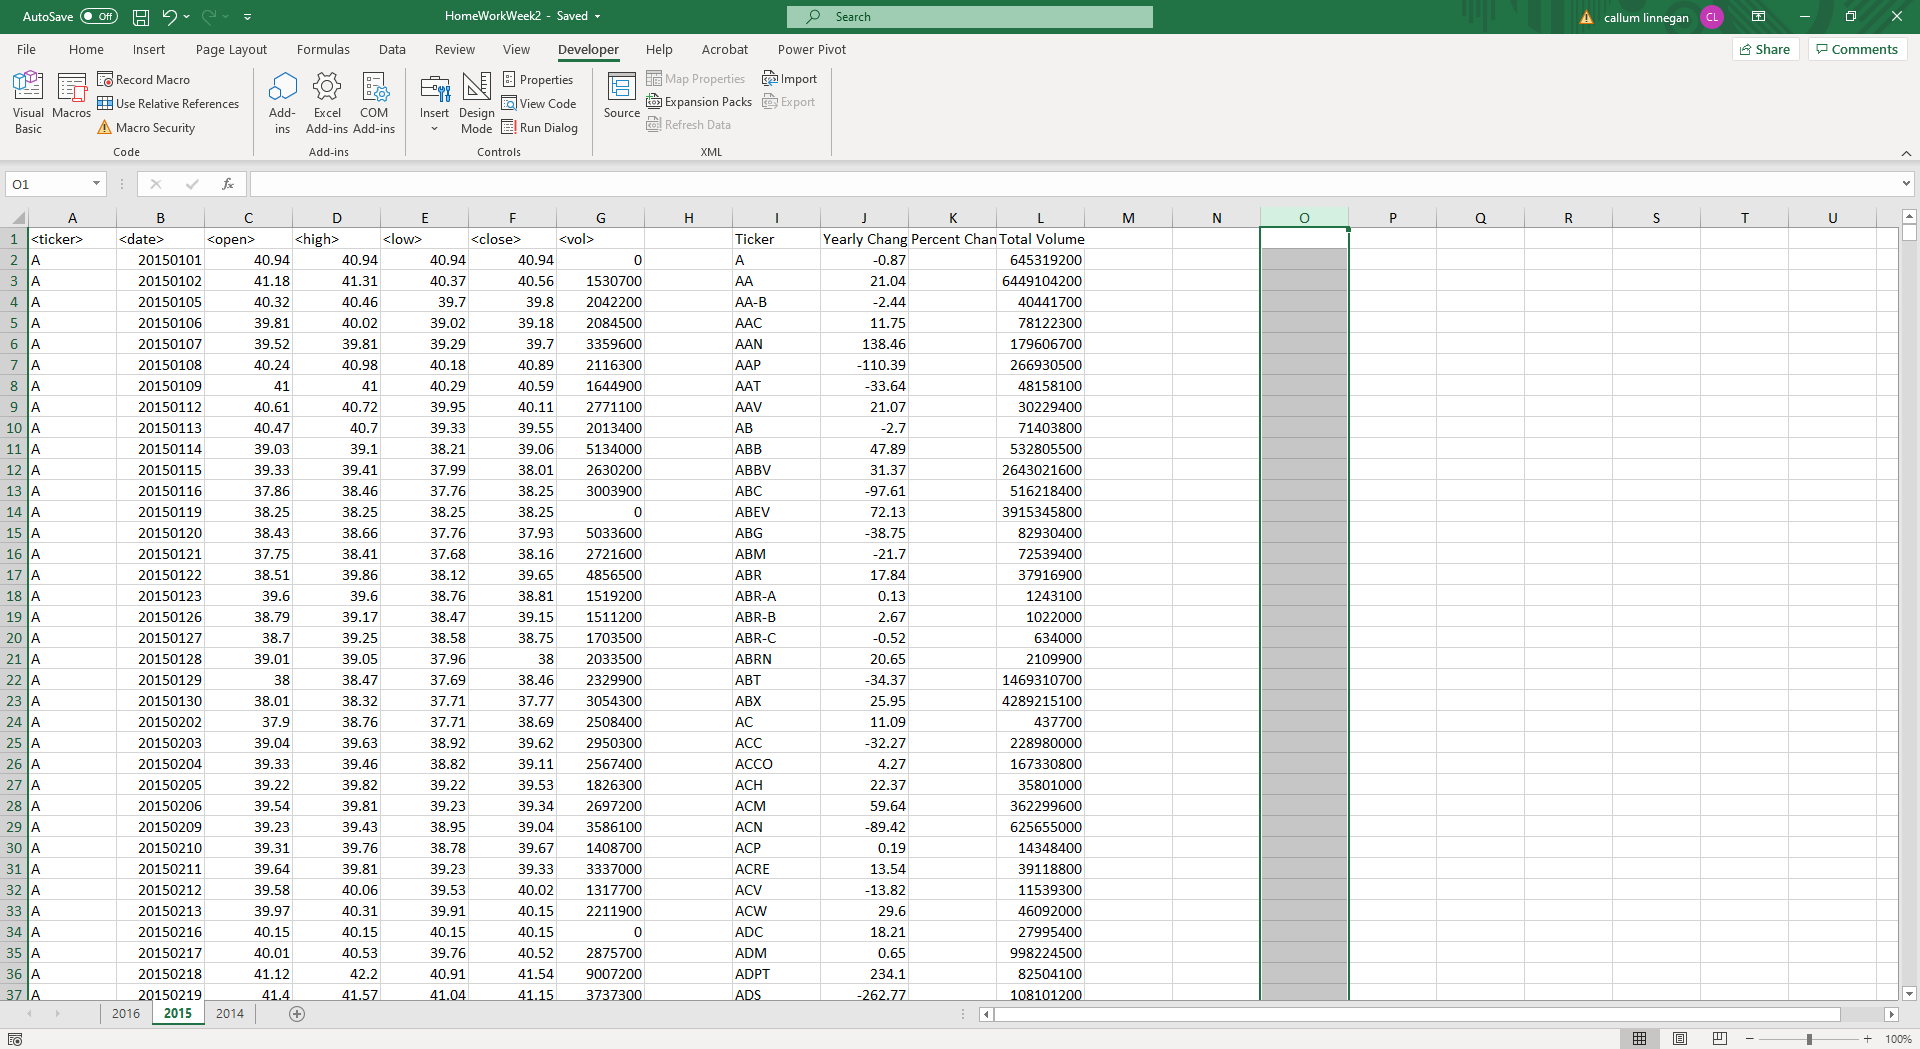 AutoSave Off HomeWorkWeek2 - Saved Search callum linnegan CL
File Home Insert Page Layout Formulas Data Review View Developer Help Acrobat Power Pivot Share Comments
Visual Basic
Macros
Record Macro
Use Relative References
Macro Security
Code
Add-ins
Excel Add-ins
COM Add-ins
Add-ins
Insert
Design Mode
Properties
View Code
Run Dialog
Controls
Source
Map Properties
Expansion Packs
Refresh Data
Import
Export
XML
O1 fx
A B C D E F G H I J K L M N O P Q R S T U
1 <ticker> <date> <open> <high> <low> <close> <vol> Ticker Yearly Chang Percent Chan Total Volume
2 A 20150101 40.94 40.94 40.94 40.94 0 A -0.87 645319200
3 A 20150102 41.18 41.31 40.37 40.56 1530700 AA 21.04 6449104200
4 A 20150105 40.32 40.46 39.7 39.8 2042200 AA-B -2.44 40441700
5 A 20150106 39.81 40.02 39.02 39.18 2084500 AAC 11.75 78122300
6 A 20150107 39.52 39.81 39.29 39.7 3359600 AAN 138.46 179606700
7 A 20150108 40.24 40.98 40.18 40.89 2116300 AAP -110.39 266930500
8 A 20150109 41 41 40.29 40.59 1644900 AAT -33.64 48158100
9 A 20150112 40.61 40.72 39.95 40.11 2771100 AAV 21.07 30229400
10 A 20150113 40.47 40.7 39.33 39.55 2013400 AB -2.7 71403800
11 A 20150114 39.03 39.1 38.21 39.06 5134000 ABB 47.89 532805500
12 A 20150115 39.33 39.41 37.99 38.01 2630200 ABBV 31.37 2643021600
13 A 20150116 37.86 38.46 37.76 38.25 3003900 ABC -97.61 516218400
14 A 20150119 38.25 38.25 38.25 38.25 0 ABEV 72.13 3915345800
15 A 20150120 38.43 38.66 37.76 37.93 5033600 ABG -38.75 82930400
16 A 20150121 37.75 38.41 37.68 38.16 2721600 ABM -21.7 72539400
17 A 20150122 38.51 39.86 38.12 39.65 4856500 ABR 17.84 37916900
18 A 20150123 39.6 39.6 38.76 38.81 1519200 ABR-A 0.13 1243100
19 A 20150126 38.79 39.17 38.47 39.15 1511200 ABR-B 2.67 1022000
20 A 20150127 38.7 39.25 38.58 38.75 1703500 ABR-C -0.52 634000
21 A 20150128 39.01 39.05 37.96 38 2033500 ABRN 20.65 2109900
22 A 20150129 38 38.47 37.69 38.46 2329900 ABT -34.37 1469310700
23 A 20150130 38.01 38.32 37.71 37.77 3054300 ABX 25.95 4289215100
24 A 20150202 37.9 38.76 37.71 38.69 2508400 AC 11.09 437700
25 A 20150203 39.04 39.63 38.92 39.62 2950300 ACC -32.27 228980000
26 A 20150204 39.33 39.46 38.82 39.11 2567400 ACCO 4.27 167330800
27 A 20150205 39.22 39.82 39.22 39.53 1826300 ACH 22.37 35801000
28 A 20150206 39.54 39.81 39.23 39.34 2697200 ACM 59.64 362299600
29 A 20150209 39.23 39.43 38.95 39.04 3586100 ACN -89.42 625655000
30 A 20150210 39.31 39.76 38.78 39.67 1408700 ACP 0.19 14348400
31 A 20150211 39.64 39.81 39.23 39.33 3337000 ACRE 13.54 39118800
32 A 20150212 39.58 40.06 39.53 40.02 1317700 ACV -13.82 11539300
33 A 20150213 39.97 40.31 39.91 40.15 2211900 ACW 29.6 46092000
34 A 20150216 40.15 40.15 40.15 40.15 0 ADC 18.21 27995400
35 A 20150217 40.01 40.53 39.76 40.52 2875700 ADM 0.65 998224500
36 A 20150218 41.12 42.2 40.91 41.54 9007200 ADPT 234.1 82504100
37 A 20150219 41.4 41.57 41.04 41.15 3737300 ADS -262.77 108101200
2016 2015 2014
100%